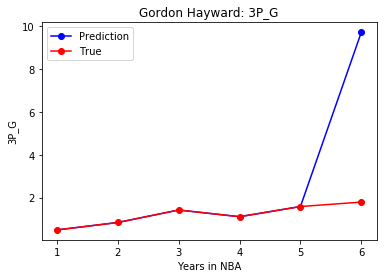 Gordon Hayward: 3P_G
Prediction
True
10
8
6
4
2
3P_G
1 2 3 4 5 6
Years in NBA